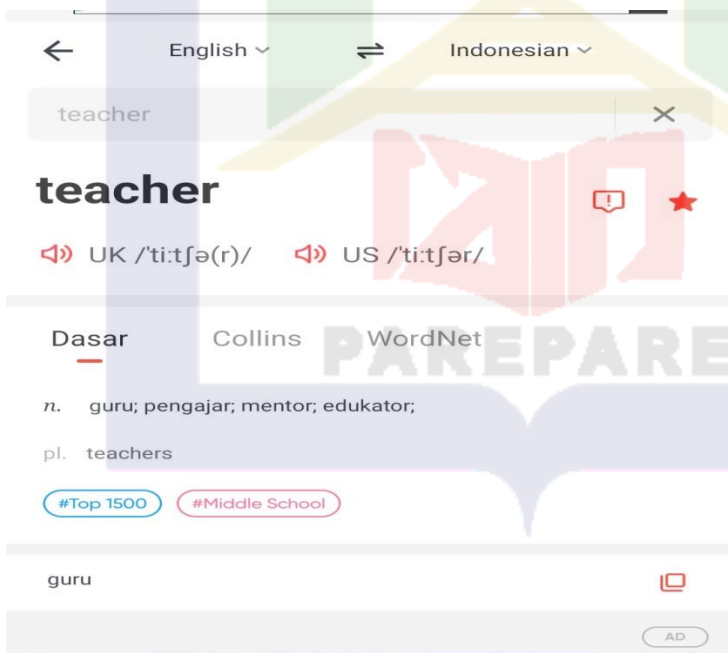 English Indonesian
teacher
teacher
UK /ˈtiːtʃə(r)/ US /ˈtiːtʃər/
Dasar Collins WordNet
PAREPARE
n. guru; pengajar; mentor; edukator;
pl. teachers
#Top 1500 #Middle School
guru
AD